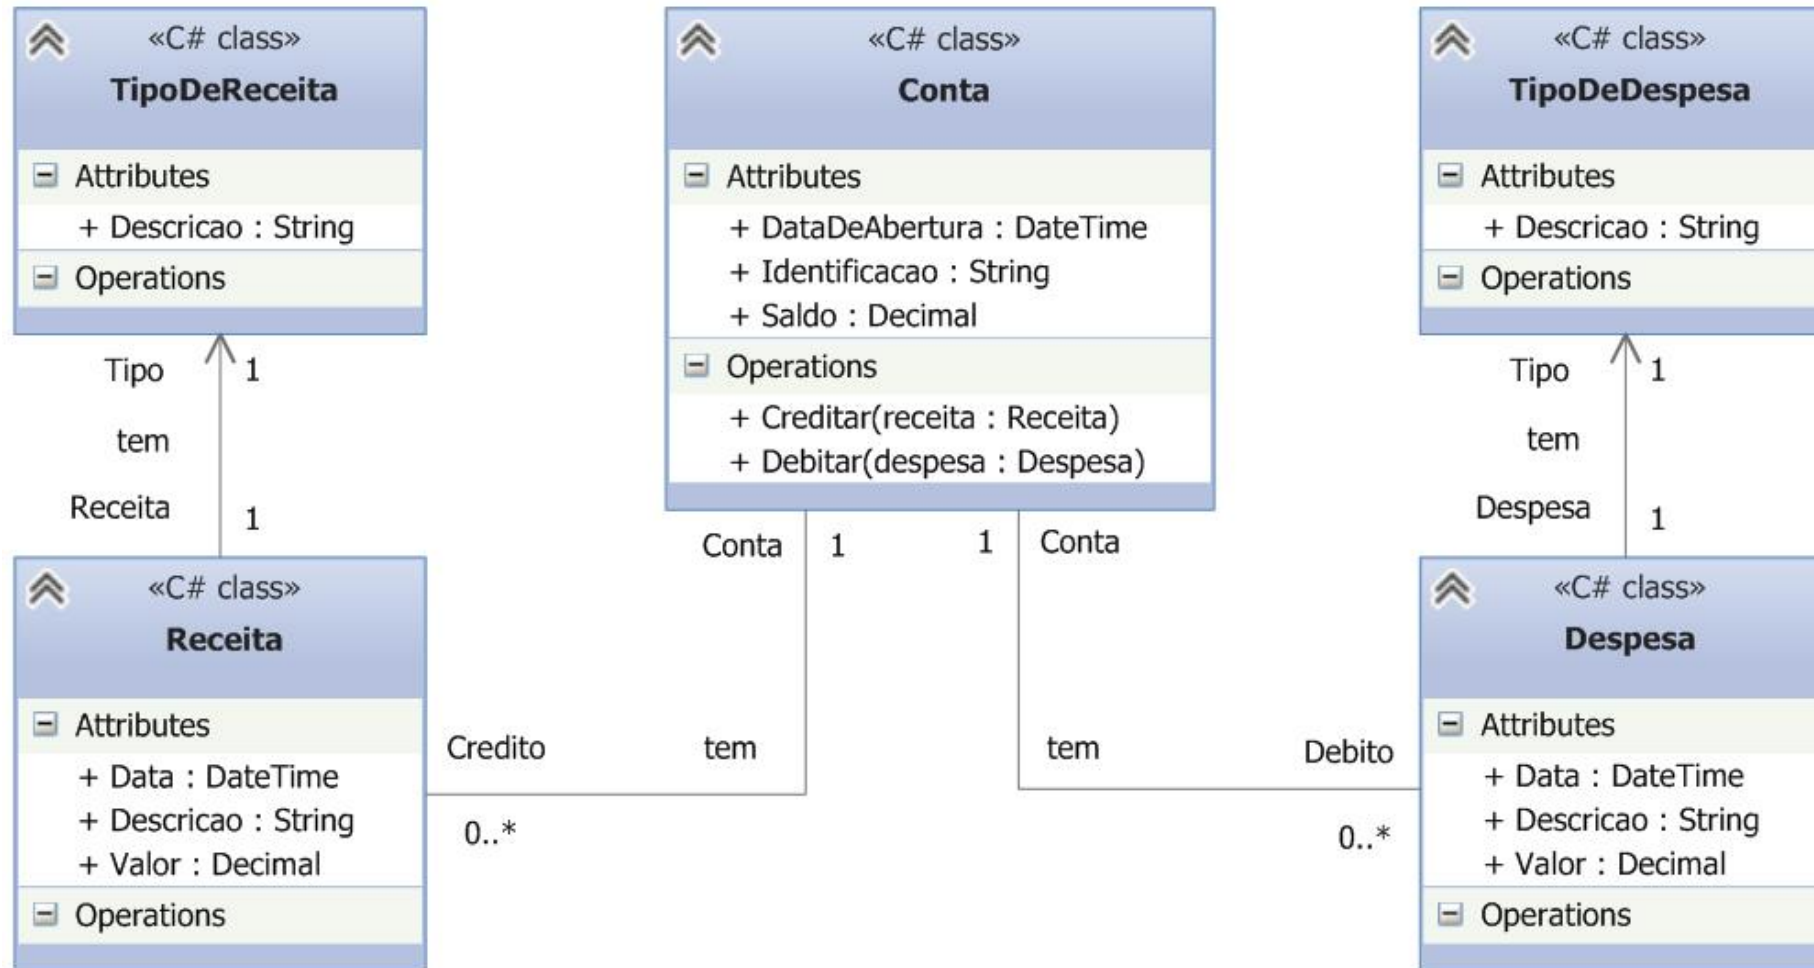 «C# class»
TipoDeReceita
Attributes
+ Descricao : String
Operations
«C# class»
Conta
Attributes
+ DataDeAbertura : DateTime
+ Identificacao : String
+ Saldo : Decimal
Operations
+ Creditar(receita : Receita)
+ Debitar(despesa : Despesa)
«C# class»
TipoDeDespesa
Attributes
+ Descricao : String
Operations
Tipo
1
tem
Receita
1
Conta
1
1
Conta
Tipo
1
tem
Despesa
1
«C# class»
Receita
Attributes
+ Data : DateTime
+ Descricao : String
+ Valor : Decimal
Operations
Credito
tem
0..*
tem
Debito
0..*
«C# class»
Despesa
Attributes
+ Data : DateTime
+ Descricao : String
+ Valor : Decimal
Operations